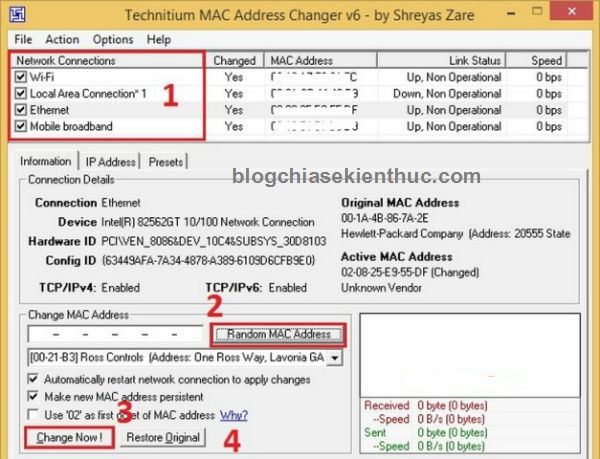 Technitium MAC Address Changer v6 - by Shreyas Zare
File Action Options Help
Network Connections Changed MAC Address Link Status Speed
Wi-Fi Yes Up, Non Operational 0 bps
Local Area Connection* 1 Yes Down, Non Operational 0 bps
Ethernet Yes Up, Non Operational 0 bps
Mobile broadband Yes Up, Non Operational 0 bps
1
Information IP Address Presets
blogchiasekienthuc.com
Connection Details
Connection Ethernet
Device Intel(R) 82562GT 10/100 Network Connection
Hardware ID PCI\VEN_8086&DEV_10C4&SUBSYS_30D8103
Config ID {63449AFA-7A34-4878-A389-6109D6CFB9E0}
TCP/IPv4: Enabled TCP/IPv6: Enabled
Original MAC Address
00-1A-4B-86-7A-2E
Hewlett-Packard Company (Address: 20555 State
Active MAC Address
02-08-25-E9-55-DF (Changed)
Unknown Vendor
2
Change MAC Address
- - - - - Random MAC Address
[00-21-B3] Ross Controls (Address: One Ross Way, Lavonia GA
Automatically restart network connection to apply changes
Make new MAC address persistent
Use '02' as first octet of MAC address Why?
3
Change Now ! Restore Original
4
Received 0 byte (0 bytes)
--Speed 0 B/s (0 bytes)
Sent 0 byte (0 bytes)
--Speed 0 B/s (0 bytes)